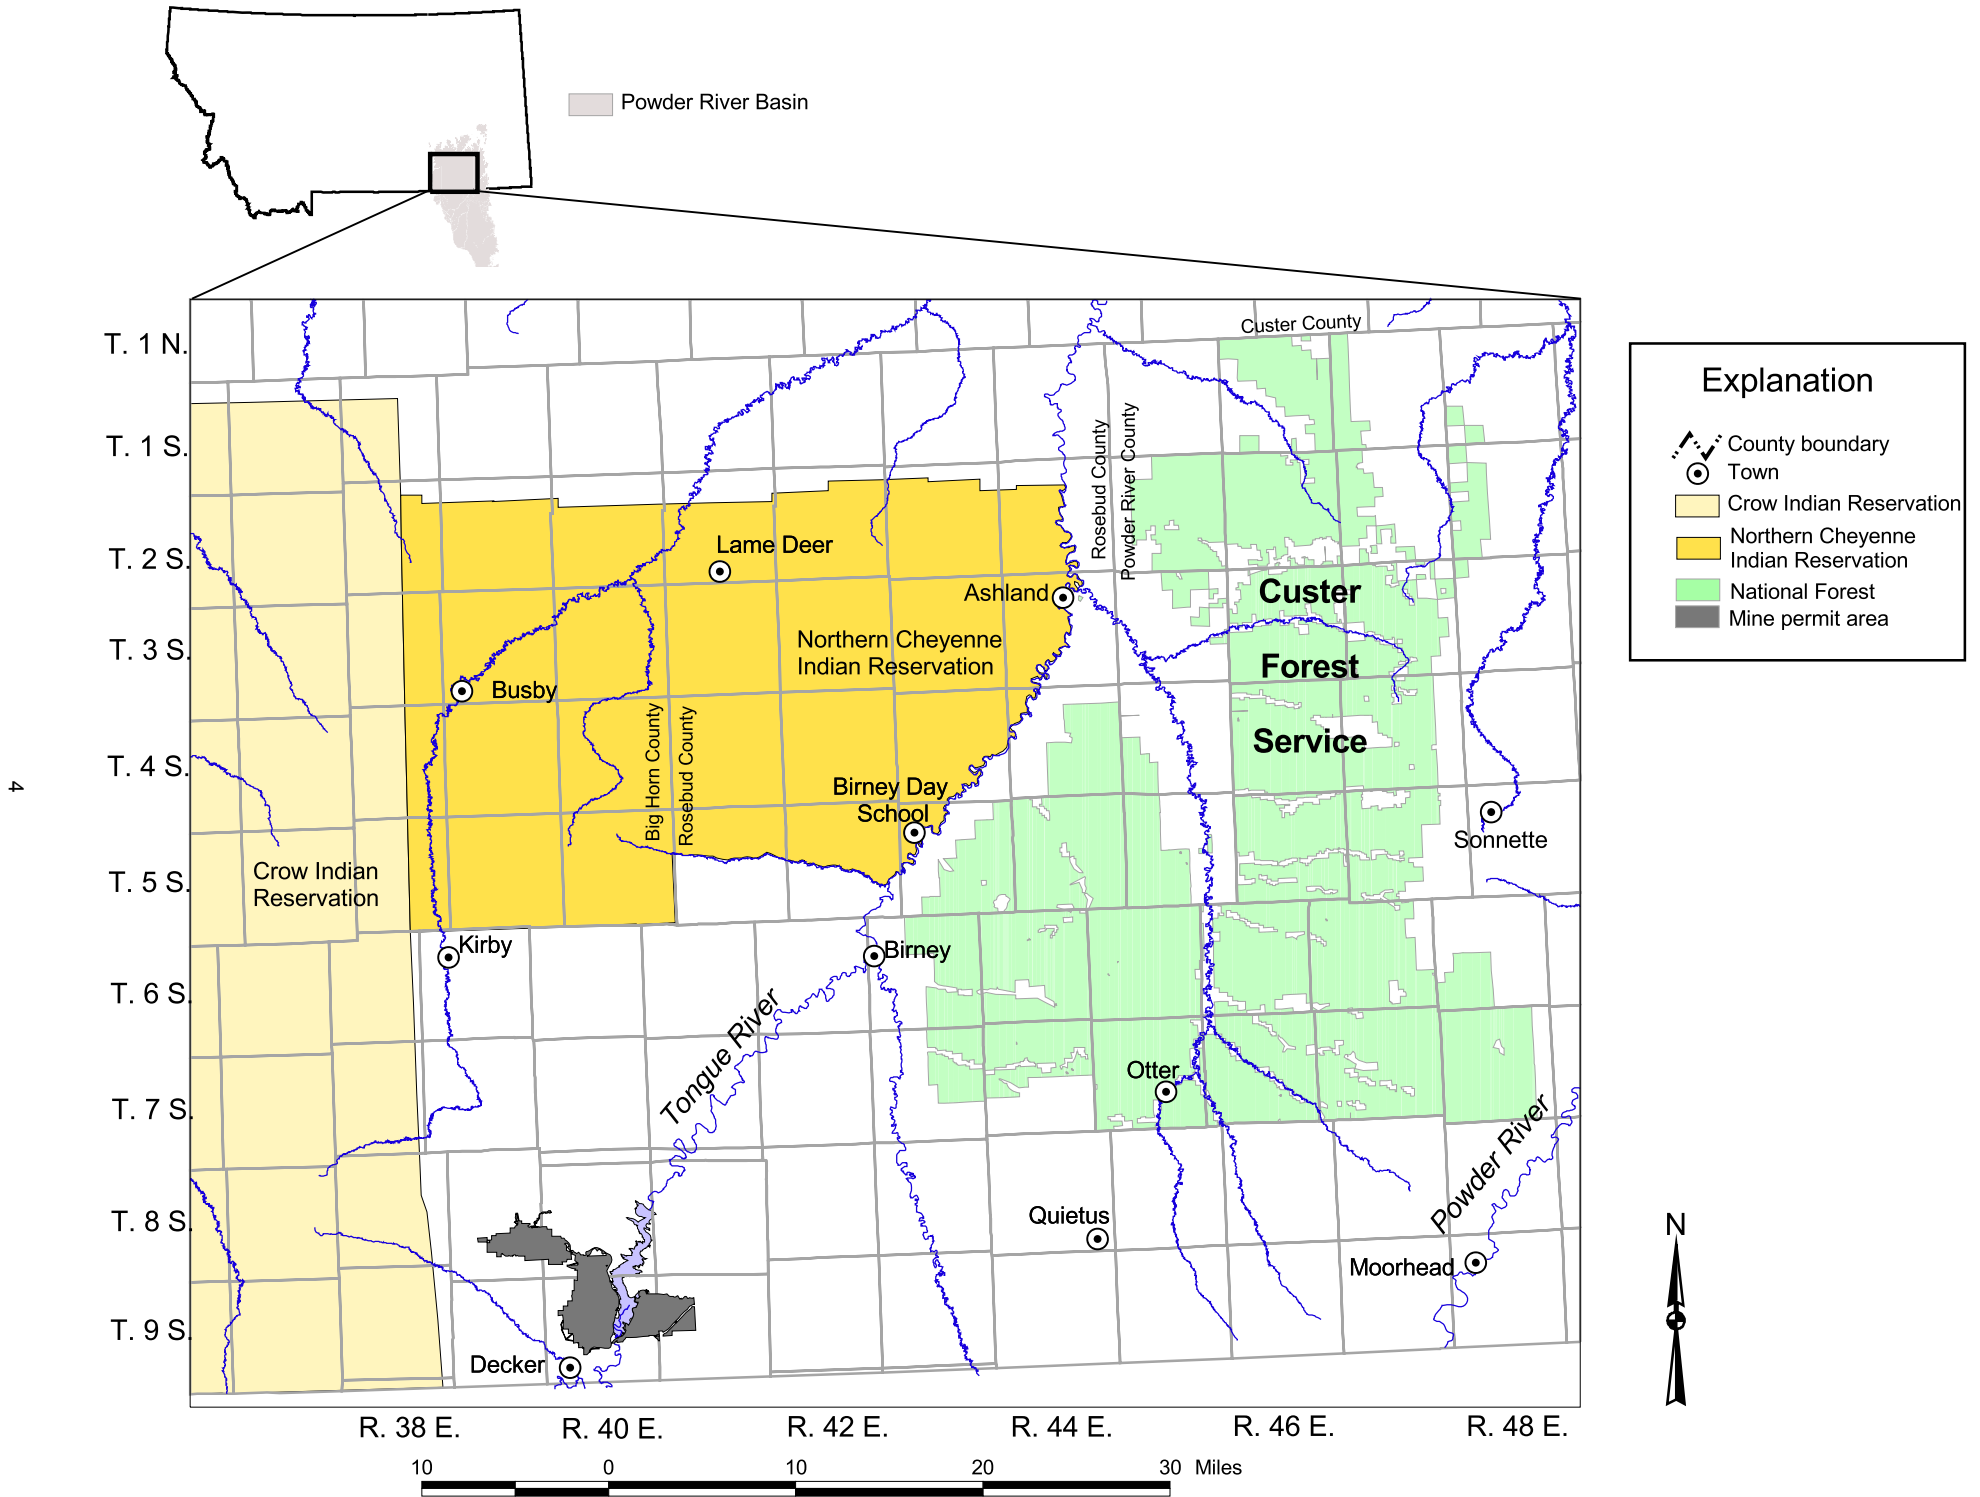 Powder River Basin
Custer County
T. 1 N.
T. 1 S.
T. 2 S.
T. 3 S.
T. 4 S.
T. 5 S.
T. 6 S.
T. 7 S.
T. 8 S.
T. 9 S.
4
Explanation
County boundary
Town
Crow Indian Reservation
Northern Cheyenne
Indian Reservation
National Forest
Mine permit area
Rosebud County
Powder River County
Lame Deer
Ashland
Custer
Forest
Service
Northern Cheyenne
Indian Reservation
Busby
Big Horn County
Rosebud County
Birney Day
School
Sonnette
Crow Indian
Reservation
Kirby
Birney
Tongue River
Otter
Powder River
Quietus
Moorhead
Decker
N
R. 38 E.
R. 40 E.
R. 42 E.
R. 44 E.
R. 46 E.
R. 48 E.
10 0 10 20 30 Miles